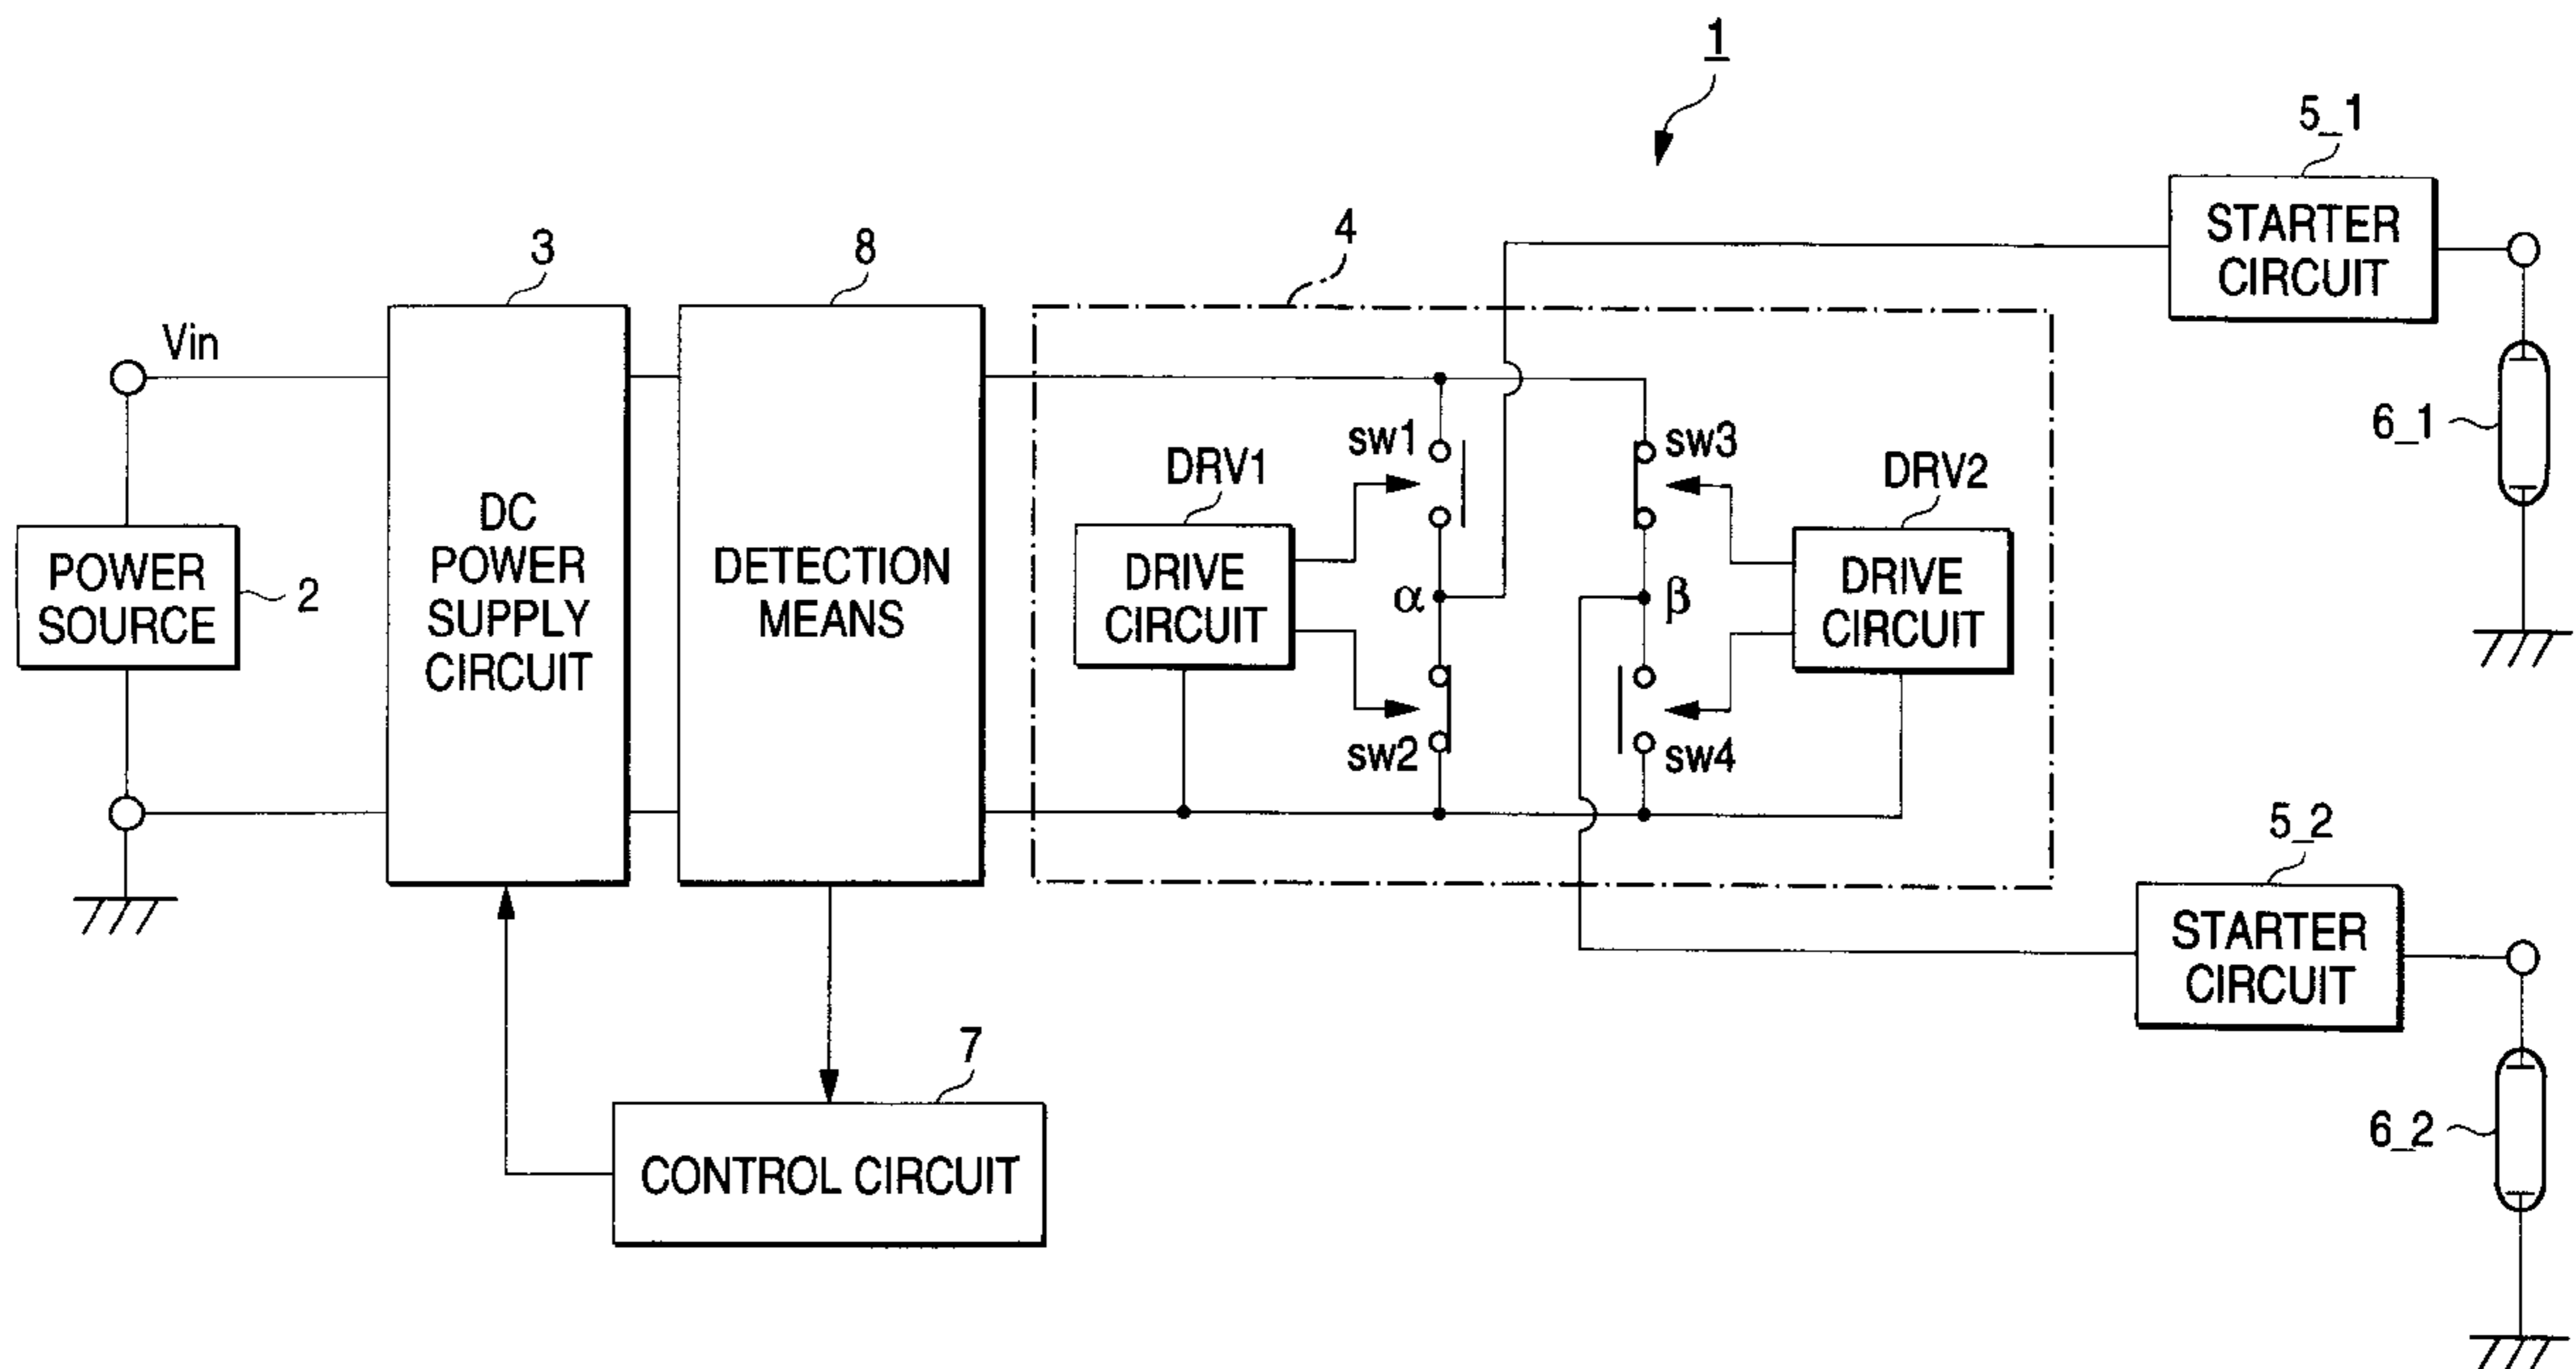 1
5_1
STARTER
CIRCUIT
3
8
4
Vin
6_1
sw1
sw3
DRV1
DRV2
DC
POWER
SUPPLY
CIRCUIT
DETECTION
MEANS
POWER
SOURCE
2
DRIVE
CIRCUIT
α
β
DRIVE
CIRCUIT
sw2
sw4
5_2
STARTER
CIRCUIT
7
CONTROL CIRCUIT
6_2